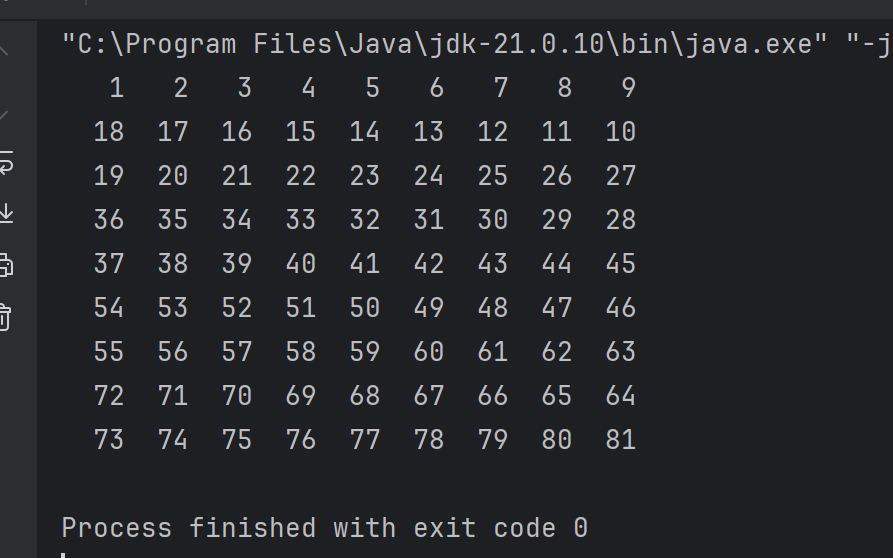 "C:\Program Files\Java\jdk-21.0.10\bin\java.exe" "-j
1 2 3 4 5 6 7 8 9
18 17 16 15 14 13 12 11 10
19 20 21 22 23 24 25 26 27
36 35 34 33 32 31 30 29 28
37 38 39 40 41 42 43 44 45
54 53 52 51 50 49 48 47 46
55 56 57 58 59 60 61 62 63
72 71 70 69 68 67 66 65 64
73 74 75 76 77 78 79 80 81
Process finished with exit code 0